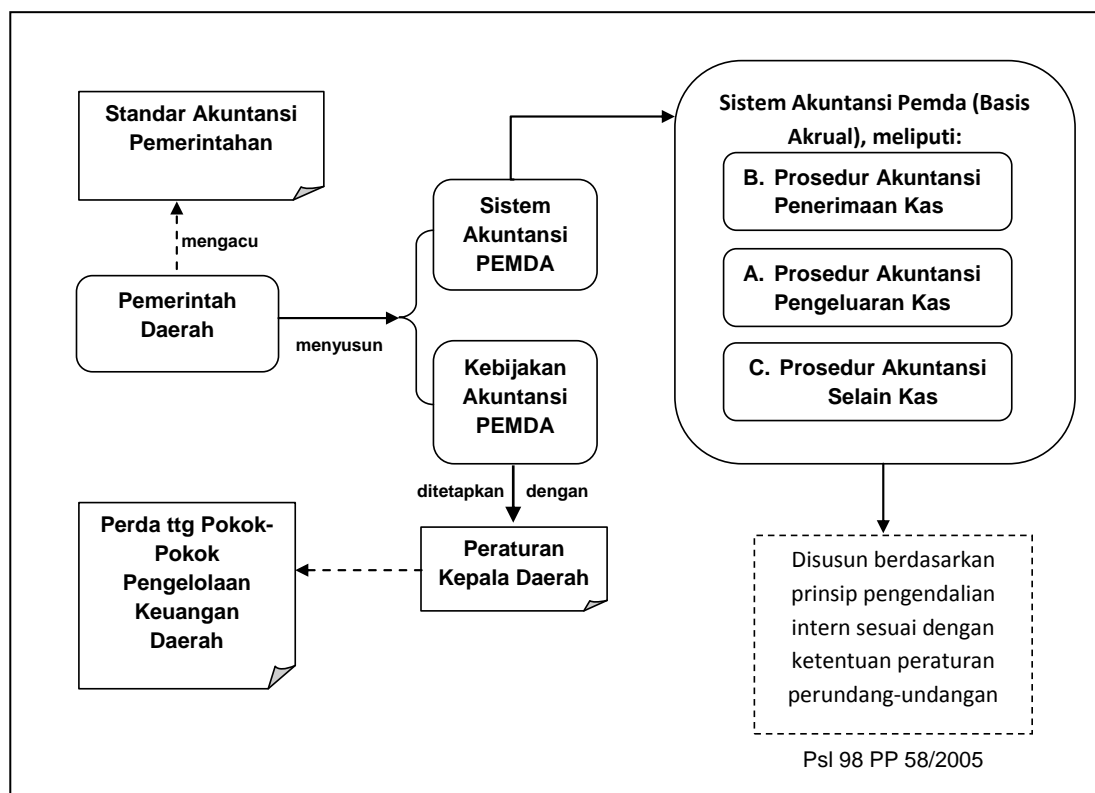 Standar Akuntansi
Pemerintahan
mengacu
Pemerintah
Daerah
menyusun
Sistem
Akuntansi
PEMDA
Kebijakan
Akuntansi
PEMDA
ditetapkan dengan
Peraturan
Kepala Daerah
Perda ttg Pokok-
Pokok
Pengelolaan
Keuangan
Daerah
Sistem Akuntansi Pemda (Basis
Akrual), meliputi:
B. Prosedur Akuntansi
Penerimaan Kas
A. Prosedur Akuntansi
Pengeluaran Kas
C. Prosedur Akuntansi
Selain Kas
Disusun berdasarkan
prinsip pengendalian
intern sesuai dengan
ketentuan peraturan
perundang-undangan
Psl 98 PP 58/2005